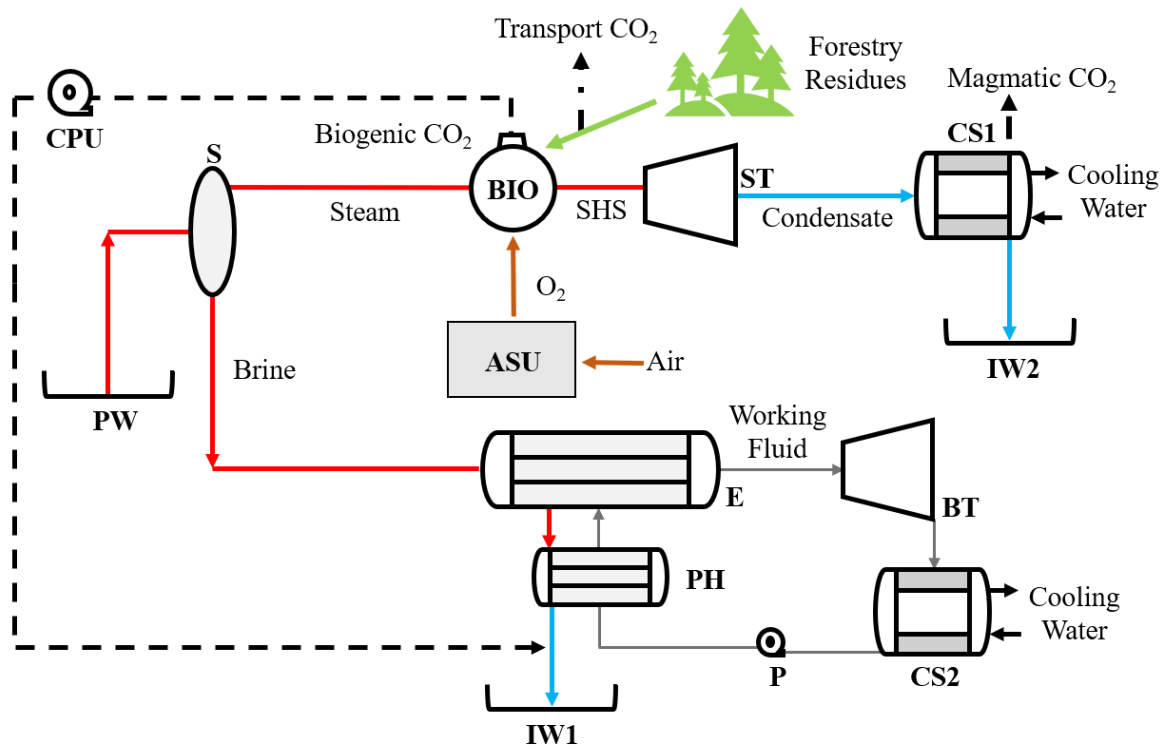 Transport CO₂
Forestry
Residues
Magmatic CO₂
CPU
Biogenic CO₂
CS1
S
BIO
ST
Cooling
Water
Steam
SHS
Condensate
O₂
ASU
Air
IW2
Brine
PW
Working
Fluid
E
BT
PH
Cooling
Water
P
CS2
IW1